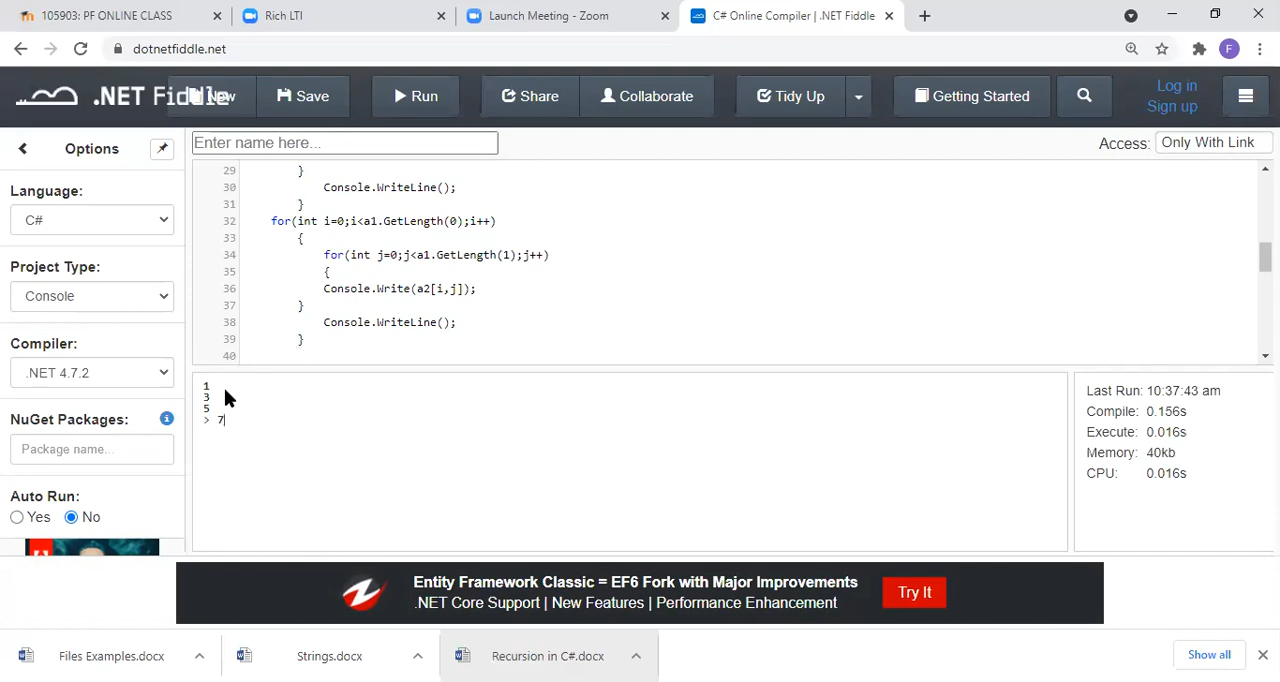 105903: PF ONLINE CLASS
Rich LTI
Launch Meeting - Zoom
C# Online Compiler | .NET Fiddle
dotnetfiddle.net
F
.NET Fiddle
New
Save
Run
Share
Collaborate
Tidy Up
Getting Started
Log in
Sign up
Options
Enter name here...
Access: Only With Link
Language:
C#
Project Type:
Console
Compiler:
.NET 4.7.2
NuGet Packages:
Package name...
Auto Run:
Yes No
29 }
30 Console.WriteLine();
31 }
32 for(int i=0;i<a1.GetLength(0);i++)
33 {
34 for(int j=0;j<a1.GetLength(1);j++)
35 {
36 Console.Write(a2[i,j]);
37 }
38 Console.WriteLine();
39 }
40
1
3
5
> 7
Last Run: 10:37:43 am
Compile: 0.156s
Execute: 0.016s
Memory: 40kb
CPU: 0.016s
Entity Framework Classic = EF6 Fork with Major Improvements
.NET Core Support | New Features | Performance Enhancement
Try It
Files Examples.docx
Strings.docx
Recursion in C#.docx
Show all